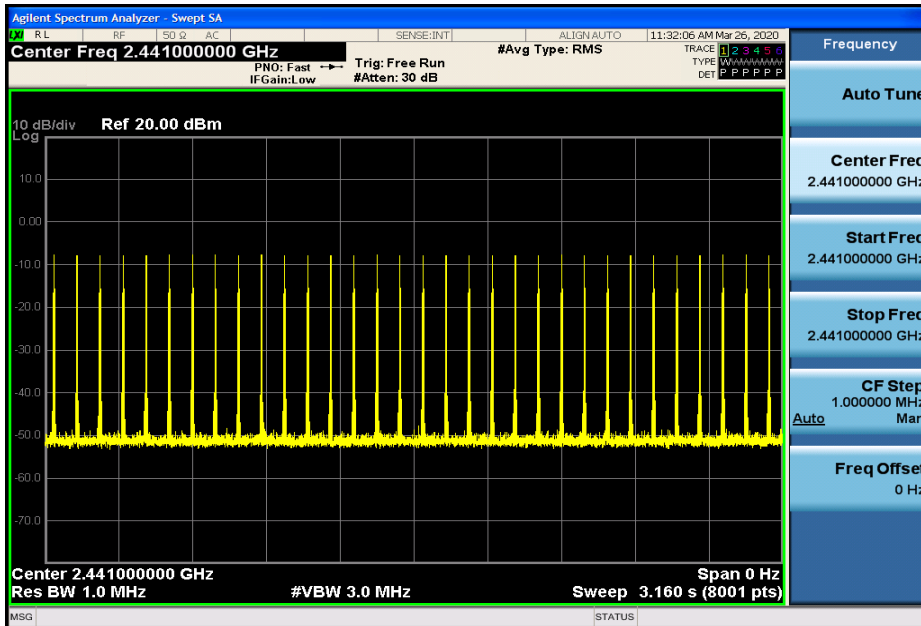 Agilent Spectrum Analyzer - Swept SA
LXI RL RF 50 Ω AC SENSE:INT ALIGN AUTO 11:32:06 AM Mar 26, 2020
Center Freq 2.441000000 GHz
#Avg Type: RMS
TRACE 1 2 3 4 5 6
PNO: Fast Trig: Free Run
TYPE WWWWWW
IFGain:Low #Atten: 30 dB
DET P P P P P P
10 dB/div Ref 20.00 dBm
Log
10.0
0.00
-10.0
-20.0
-30.0
-40.0
-50.0
-60.0
-70.0
Center 2.441000000 GHz Span 0 Hz
Res BW 1.0 MHz #VBW 3.0 MHz Sweep 3.160 s (8001 pts)
MSG STATUS
Frequency
Auto Tune
Center Freq
2.441000000 GHz
Start Freq
2.441000000 GHz
Stop Freq
2.441000000 GHz
CF Step
1.000000 MHz
Auto Man
Freq Offset
0 Hz